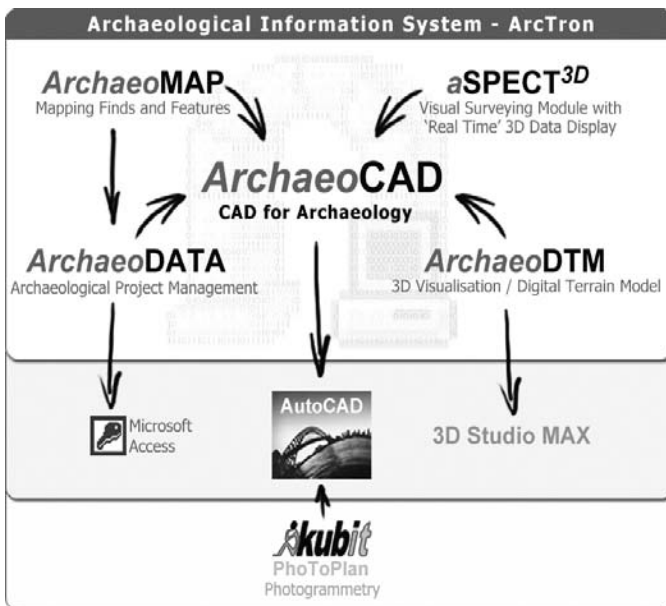 Archaeological Information System - ArcTron
ArchaeoMAP
Mapping Finds and Features
aSPECT3D
Visual Surveying Module with
'Real Time' 3D Data Display
ArchaeoCAD
CAD for Archaeology
ArchaeoDATA
Archaeological Project Management
ArchaeoDTM
3D Visualisation / Digital Terrain Model
Microsoft
Access
AutoCAD
3D Studio MAX
kubit
PhoToPlan
Photogrammetry